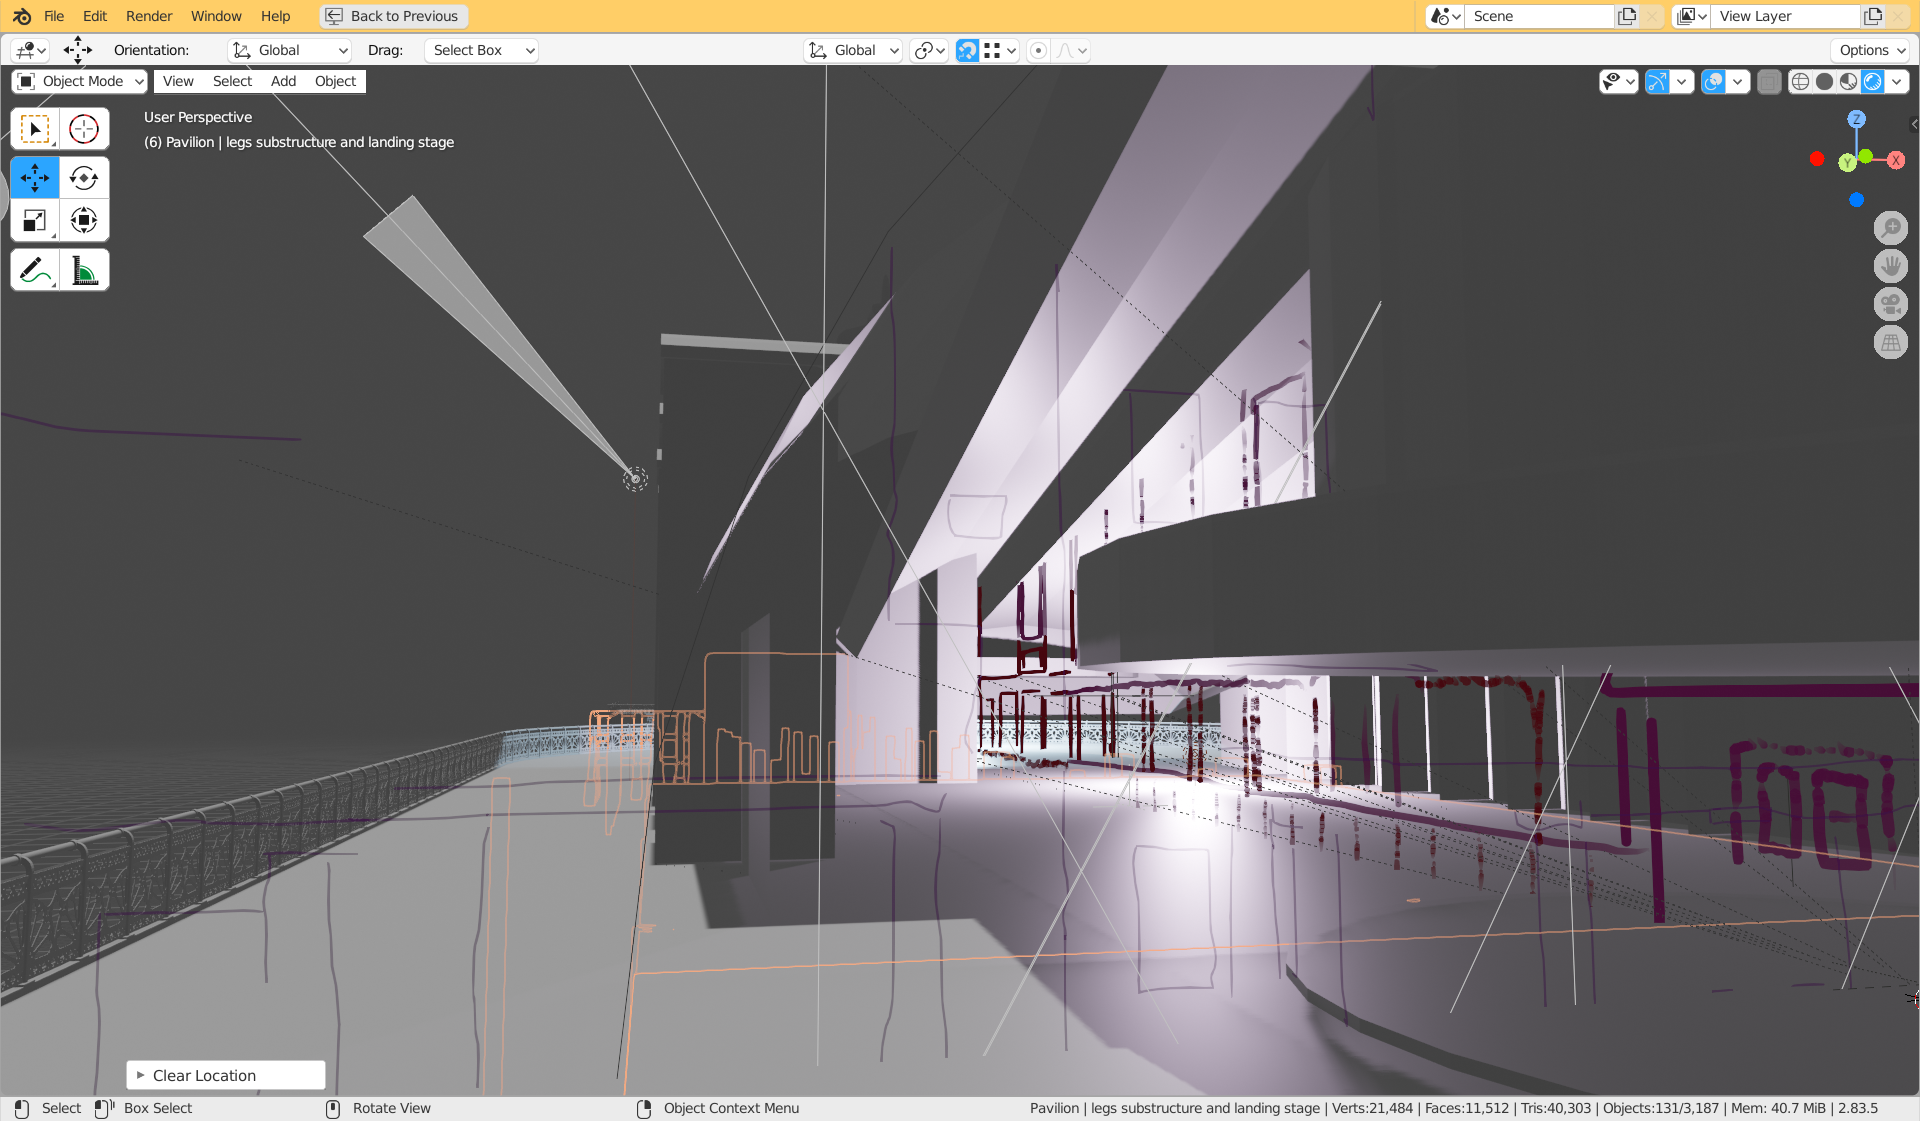 File Edit Render Window Help Back to Previous Scene View Layer
Orientation: Global Drag: Select Box Global Options
Object Mode View Select Add Object
User Perspective
(6) Pavilion | legs substructure and landing stage
Z
Y X
Clear Location
Select Box Select Rotate View Object Context Menu Pavilion | legs substructure and landing stage | Verts:21,484 | Faces:11,512 | Tris:40,303 | Objects:131/3,187 | Mem: 40.7 MiB | 2.83.5